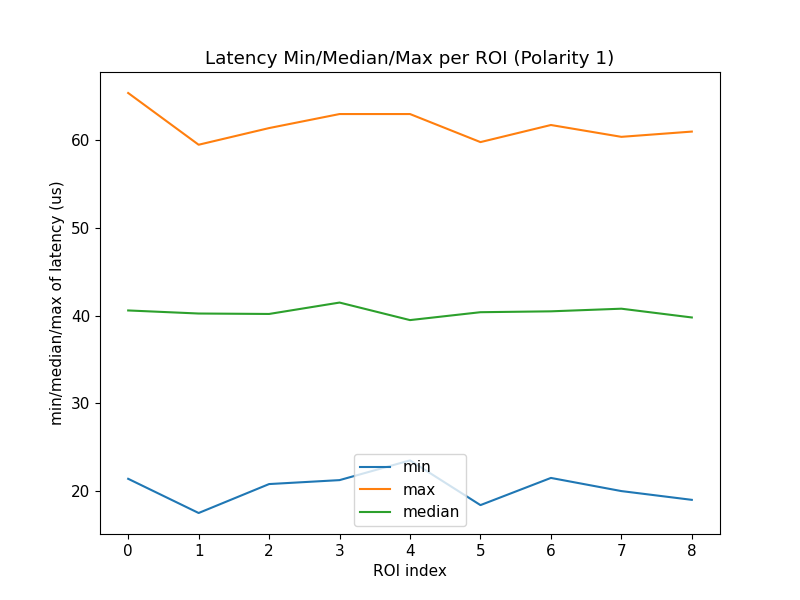 Latency Min/Median/Max per ROI (Polarity 1)
min/median/max of latency (us)
60
50
40
30
20
min
max
median
0 1 2 3 4 5 6 7 8
ROI index